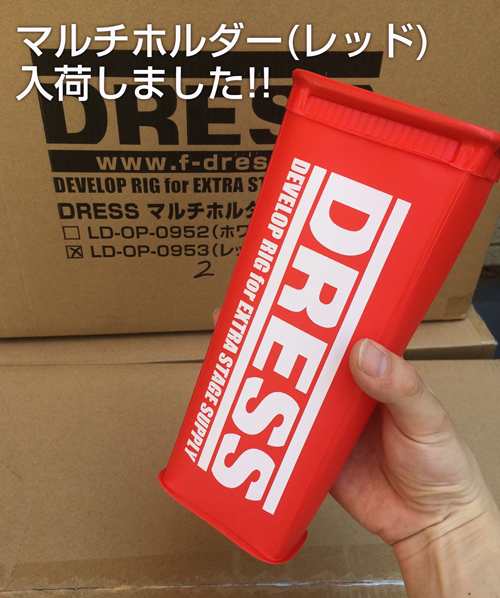 マルチホルダー(レッド)
入荷しました!!
DRESS
www.f-dres
DEVELOP RIG for EXTRA ST
DRESS マルチホルダ
LD-OP-0952(ホワ
LD-OP-0953(レッ
2
DRESS
DEVELOP RIG for EXTRA STAGE SUPPLY